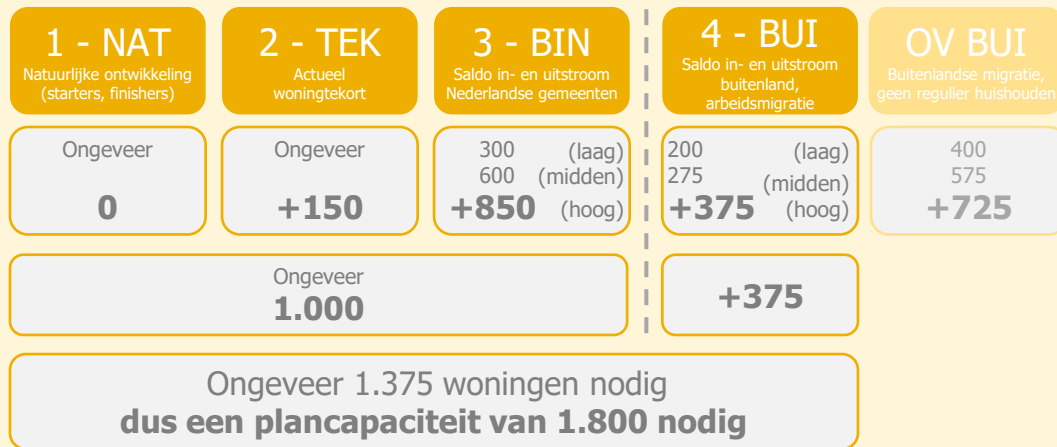 1 - NAT
Natuurlijke ontwikkeling
(starters, finishers)
2 - TEK
Actueel
woningtekort
3 - BIN
Saldo in- en uitstroom
Nederlandse gemeenten
4 - BUI
Saldo in- en uitstroom
buitenland,
arbeidsmigratie
OV BUI
Buitenlandse migratie,
geen regulier huishouden
Ongeveer
0
Ongeveer
+150
300 (laag)
600 (midden)
+850 (hoog)
200 (laag)
275 (midden)
+375 (hoog)
400
575
+725
Ongeveer
1.000
+375
Ongeveer 1.375 woningen nodig
dus een plancapaciteit van 1.800 nodig